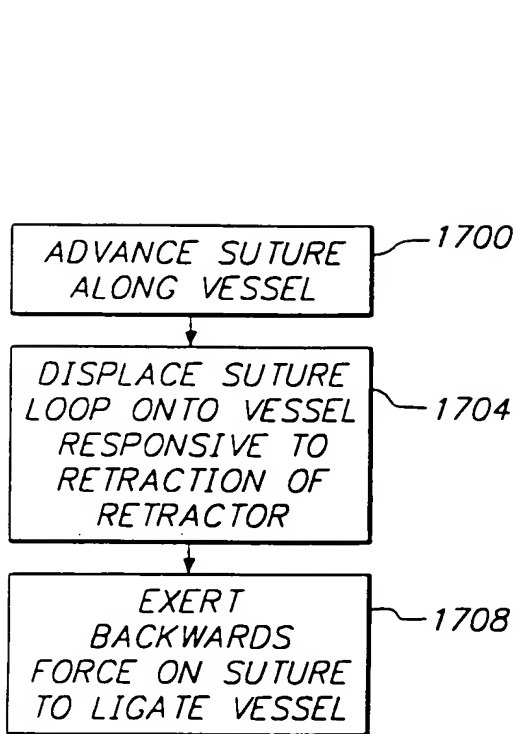 ADVANCE SUTURE
ALONG VESSEL
1700
DISPLACE SUTURE
LOOP ONTO VESSEL
RESPONSIVE TO
RETRACTION OF
RETRACTOR
1704
EXERT
BACKWARDS
FORCE ON SUTURE
TO LIGATE VESSEL
1708